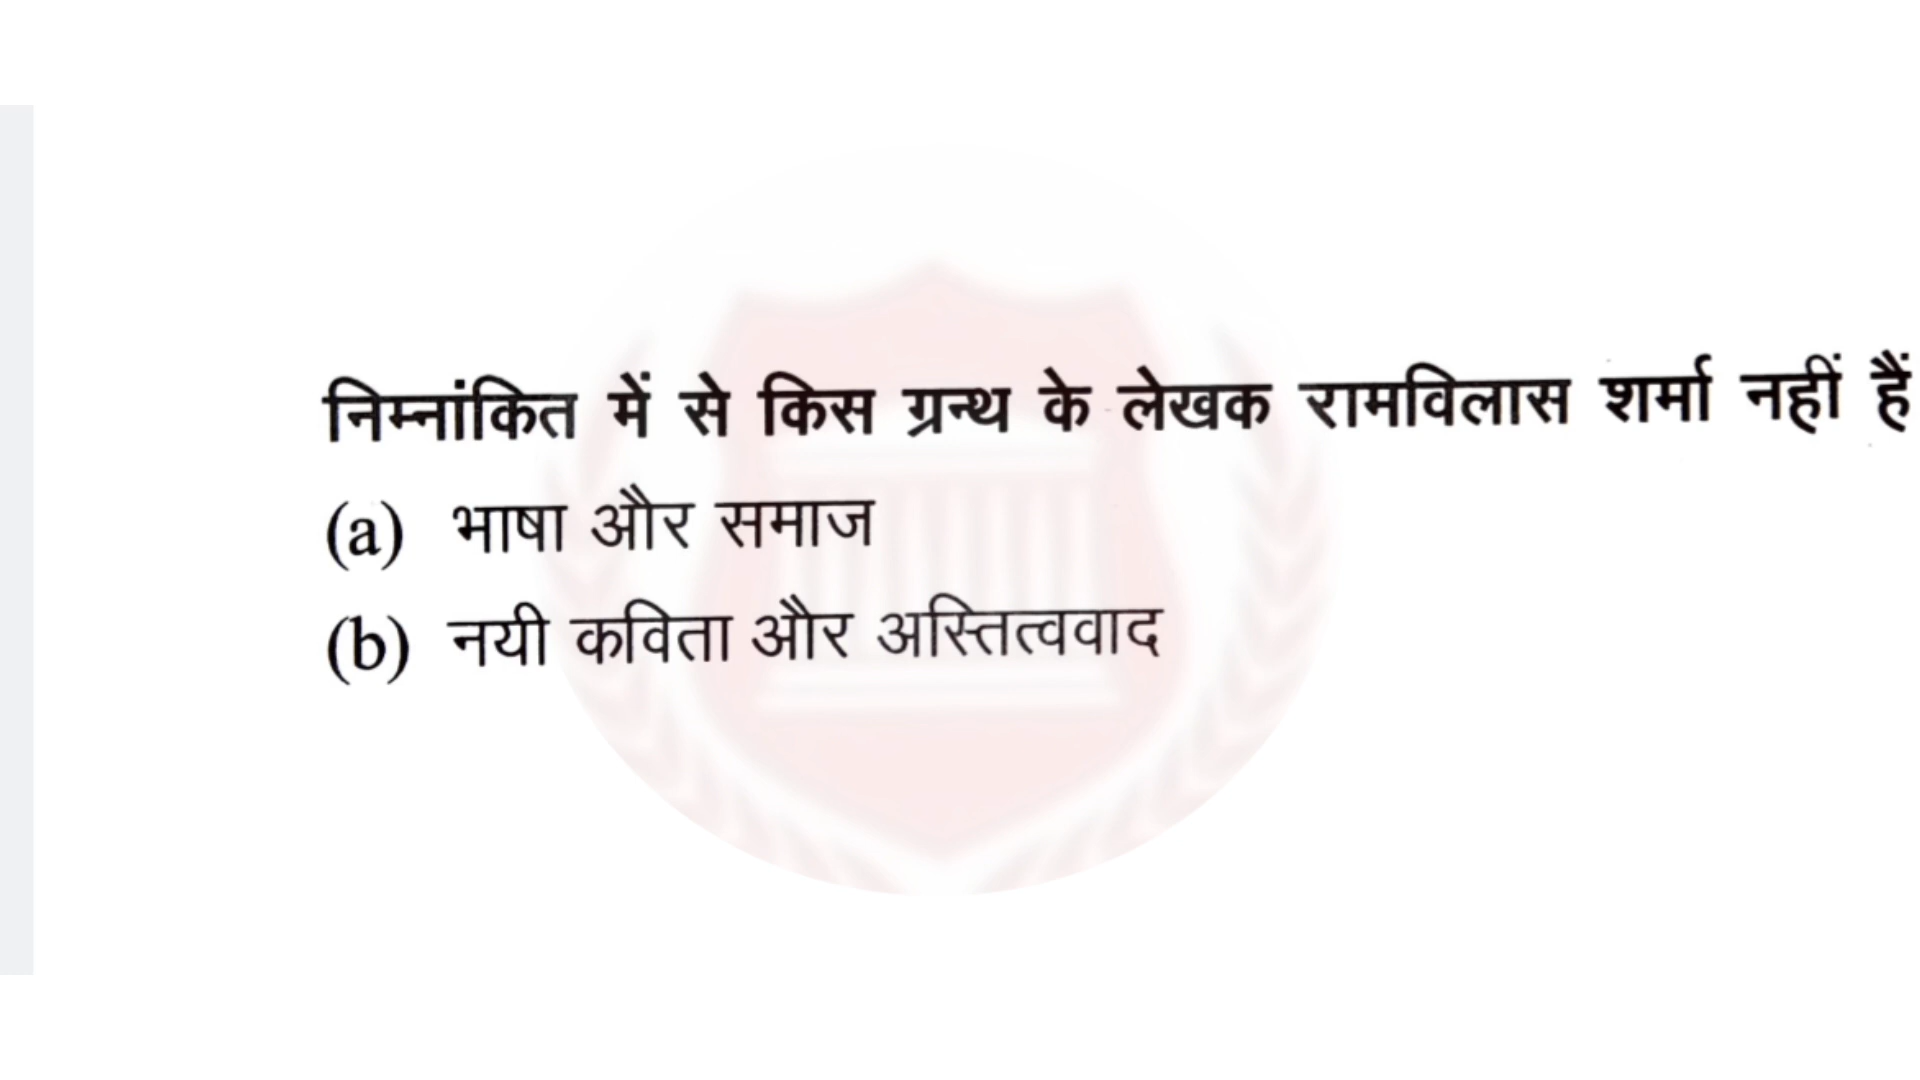 निम्नांकित में से किस ग्रन्थ के लेखक रामविलास शर्मा नहीं हैं
(a) भाषा और समाज
(b) नयी कविता और अस्तित्ववाद